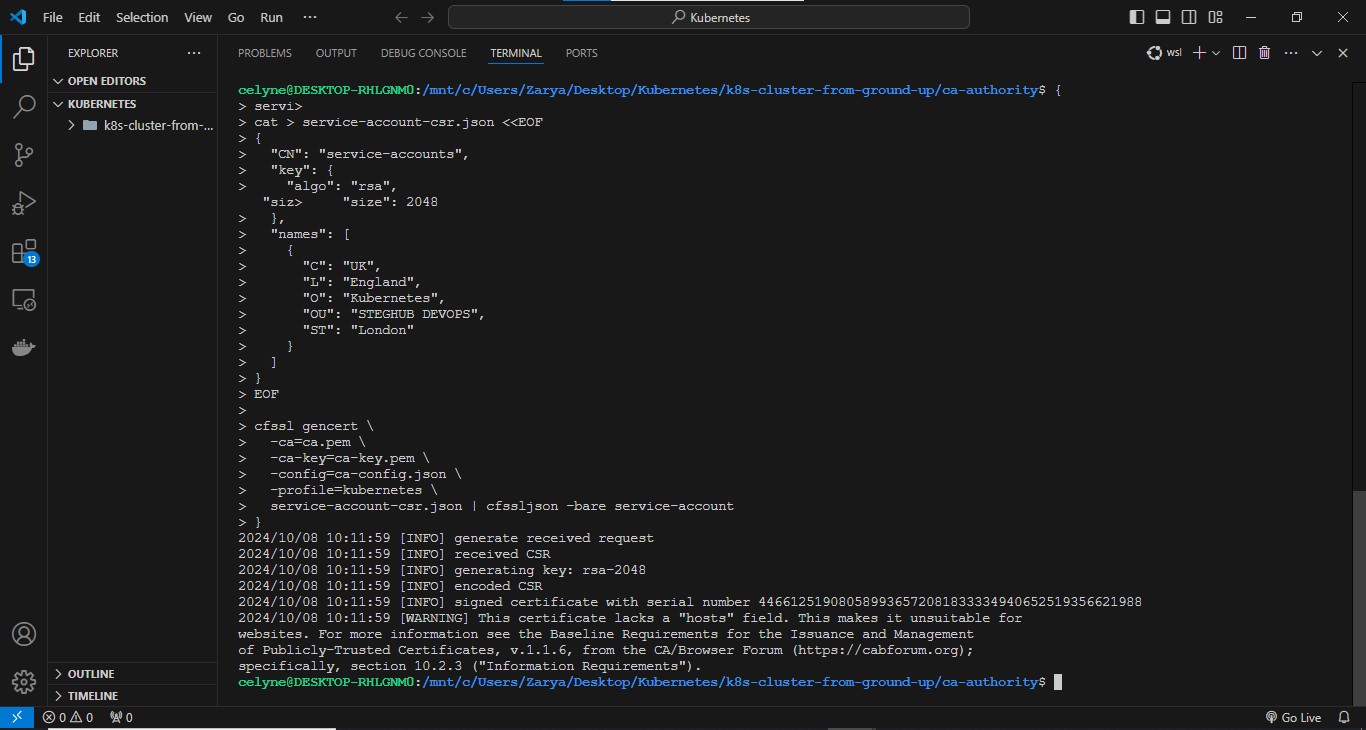 File Edit Selection View Go Run ··· Kubernetes
EXPLORER ···
OPEN EDITORS
KUBERNETES
k8s-cluster-from-...
13
OUTLINE
TIMELINE
PROBLEMS OUTPUT DEBUG CONSOLE TERMINAL PORTS wsl
celyne@DESKTOP-RHLGNM0:/mnt/c/Users/Zarya/Desktop/Kubernetes/k8s-cluster-from-ground-up/ca-authority$ {
> servi>
> cat > service-account-csr.json <<EOF
> {
>   "CN": "service-accounts",
>   "key": {
>     "algo": "rsa",
   "siz>     "size": 2048
>   },
>   "names": [
>     {
>       "C": "UK",
>       "L": "England",
>       "O": "Kubernetes",
>       "OU": "STEGHUB DEVOPS",
>       "ST": "London"
>     }
>   ]
> }
> EOF
>
> cfssl gencert \
>   -ca=ca.pem \
>   -ca-key=ca-key.pem \
>   -config=ca-config.json \
>   -profile=kubernetes \
>   service-account-csr.json | cfssljson -bare service-account
> }
2024/10/08 10:11:59 [INFO] generate received request
2024/10/08 10:11:59 [INFO] received CSR
2024/10/08 10:11:59 [INFO] generating key: rsa-2048
2024/10/08 10:11:59 [INFO] encoded CSR
2024/10/08 10:11:59 [INFO] signed certificate with serial number 446612519080589936572081833334940652519356621988
2024/10/08 10:11:59 [WARNING] This certificate lacks a "hosts" field. This makes it unsuitable for
websites. For more information see the Baseline Requirements for the Issuance and Management
of Publicly-Trusted Certificates, v.1.1.6, from the CA/Browser Forum (https://cabforum.org);
specifically, section 10.2.3 ("Information Requirements").
celyne@DESKTOP-RHLGNM0:/mnt/c/Users/Zarya/Desktop/Kubernetes/k8s-cluster-from-ground-up/ca-authority$
0 0 0 Go Live